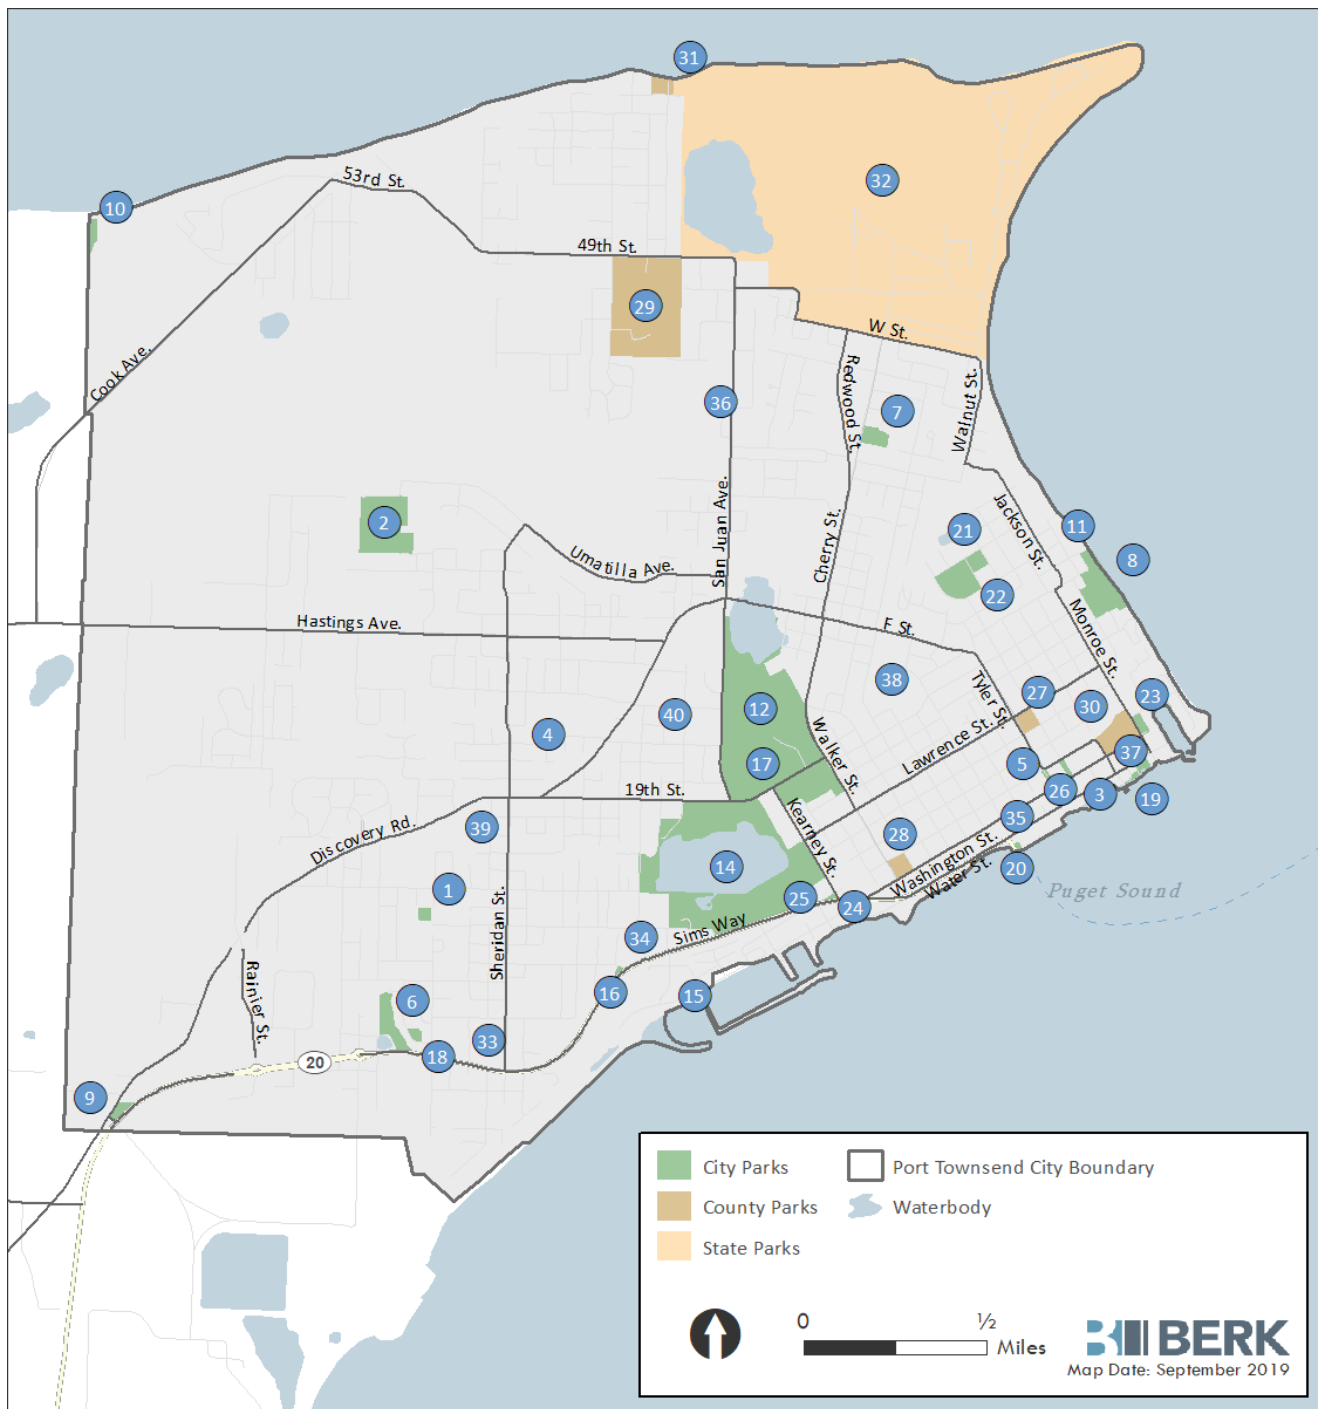 31
32
53rd St.
10
49th St.
29
W St.
Cook Ave.
Redwood St.
Walnut St.
36
7
San Juan Ave.
Cherry St.
Jackson St.
2
21
11
8
Umatilla Ave.
22
Monroe St.
Hastings Ave.
F St.
Tyler St.
38
27
30
23
12
40
4
Walker St.
Lawrence St.
17
5
37
26
3
19
19th St.
Kearney St.
35
Discovery Rd.
39
28
Washington St.
Water St.
20
14
1
25
24
Puget Sound
Sheridan St.
34
Sims Way
Rainier St.
16
15
6
33
18
20
9
City Parks
Port Townsend City Boundary
County Parks
Waterbody
State Parks
0 ½
Miles
BERK
Map Date: September 2019